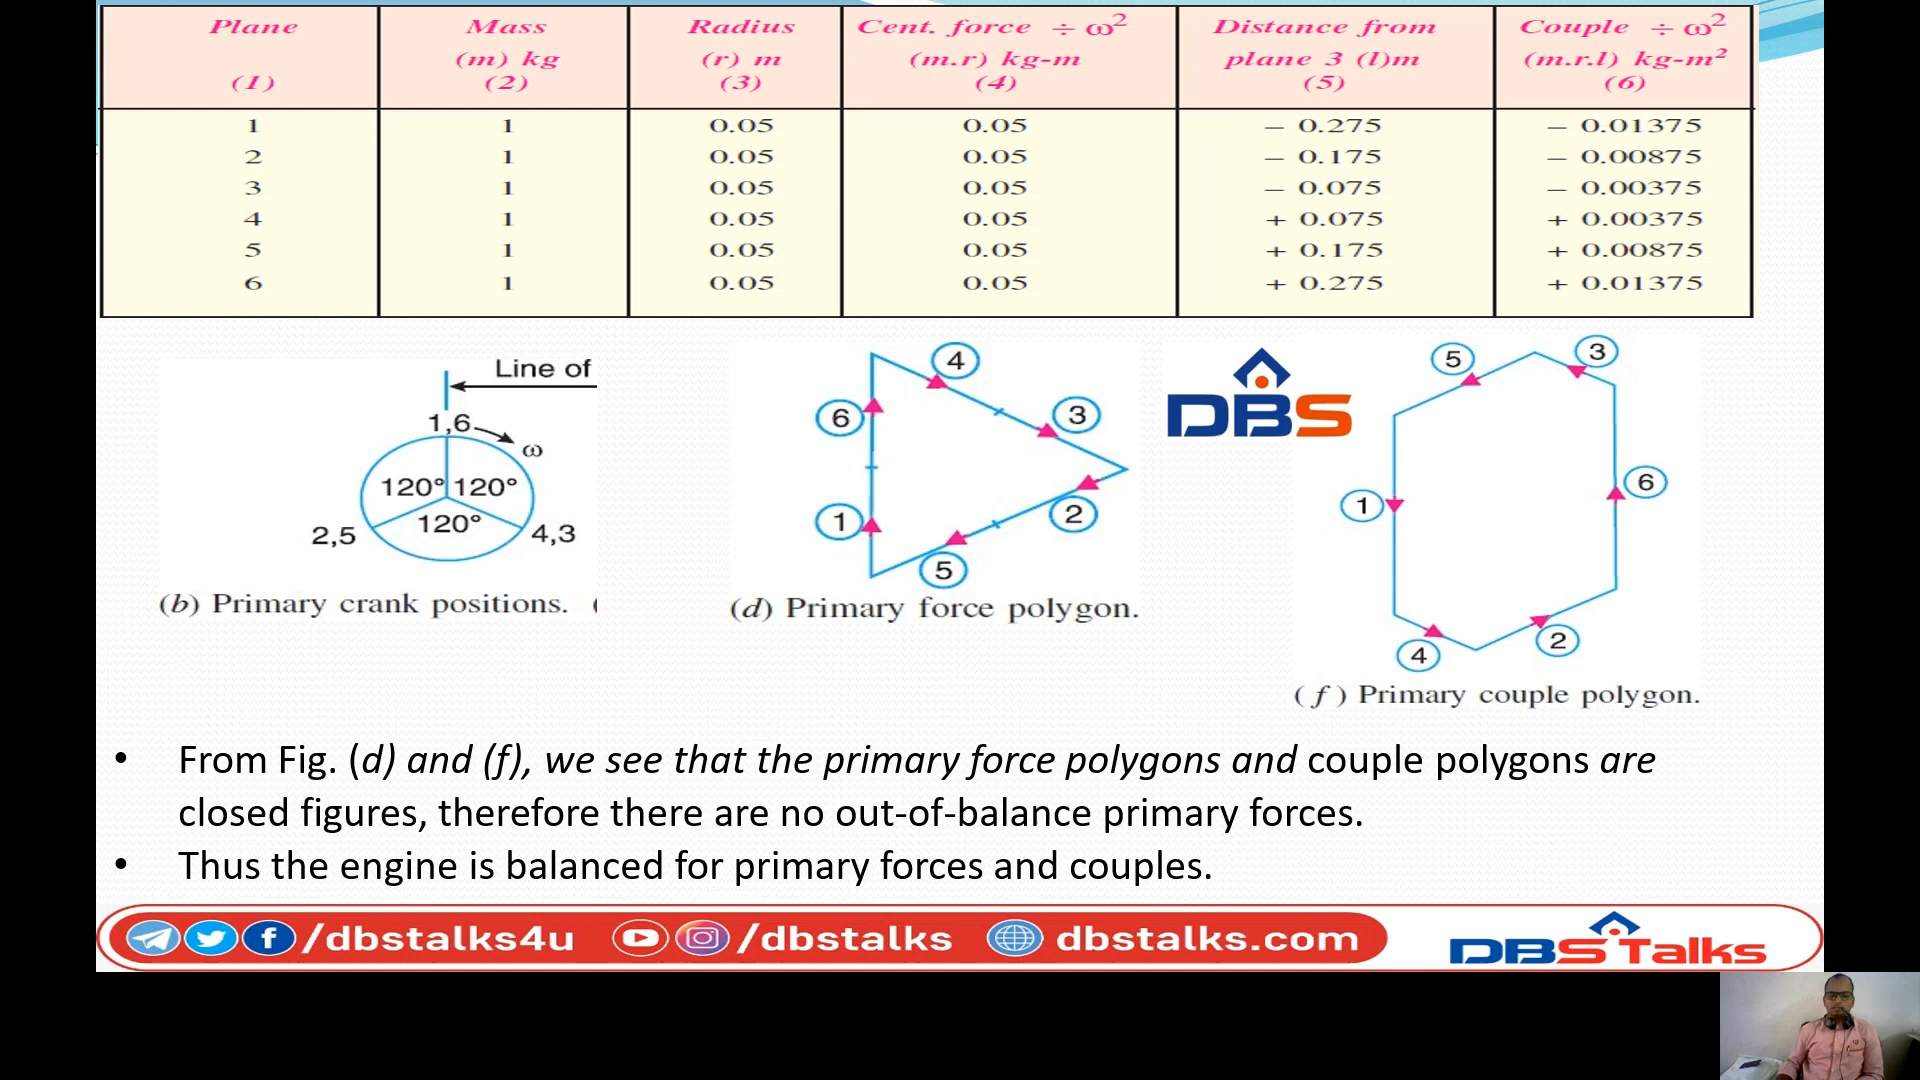 Plane Mass Radius Cent. force ÷ ω² Distance from Couple ÷ ω²
(m) kg (r) m (m.r) kg-m plane 3 (l)m (m.r.l) kg-m²
(1) (2) (3) (4) (5) (6)
1 1 0.05 0.05 – 0.275 – 0.01375
2 1 0.05 0.05 – 0.175 – 0.00875
3 1 0.05 0.05 – 0.075 – 0.00375
4 1 0.05 0.05 + 0.075 + 0.00375
5 1 0.05 0.05 + 0.175 + 0.00875
6 1 0.05 0.05 + 0.275 + 0.01375
Line of
1,6
ω
120° 120°
120°
2,5
4,3
(b) Primary crank positions. (
4
6
3
1
2
5
(d) Primary force polygon.
DBS
5
3
1
6
4
2
(f) Primary couple polygon.
• From Fig. (d) and (f), we see that the primary force polygons and couple polygons are
closed figures, therefore there are no out-of-balance primary forces.
• Thus the engine is balanced for primary forces and couples.
/dbstalks4u /dbstalks dbstalks.com
DBS Talks